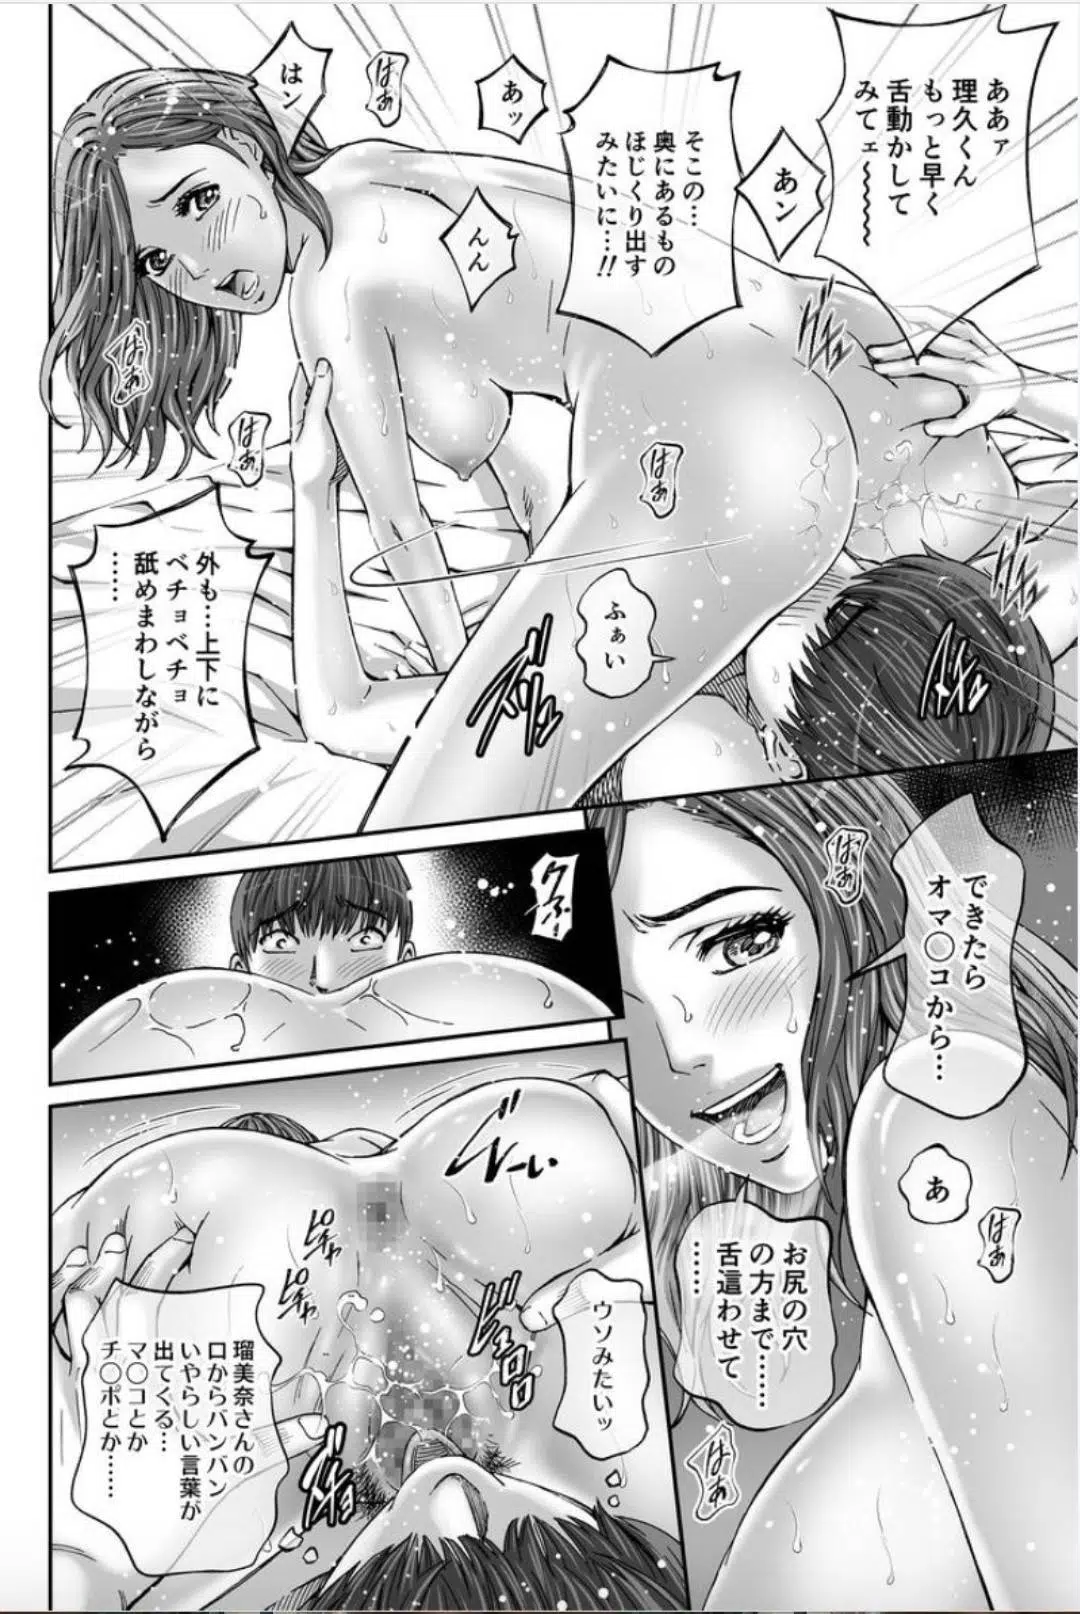 ああァ
理久くん
もっと早く
舌動かして
みてェ～～～
そこの…
奥にあるもの
ほじくり出す
みたいに…!!
あン
あッ
はぁ
はン
んん
はぁ
はぁ
はぁ
ふぁい
外も…上下に
ベチョベチョ
舐めまわしながら
……
できたら
オマ〇コから…
はぁ
あ
はぁ
お尻の穴
の方まで……
舌這わせて
……
はぁ
ウソみたいッ
ピチャ
ピチャ
瑠美奈さんの
口からバンバン
いやらしい言葉が
出てくる…
マ〇コとか
チ〇ポとか……